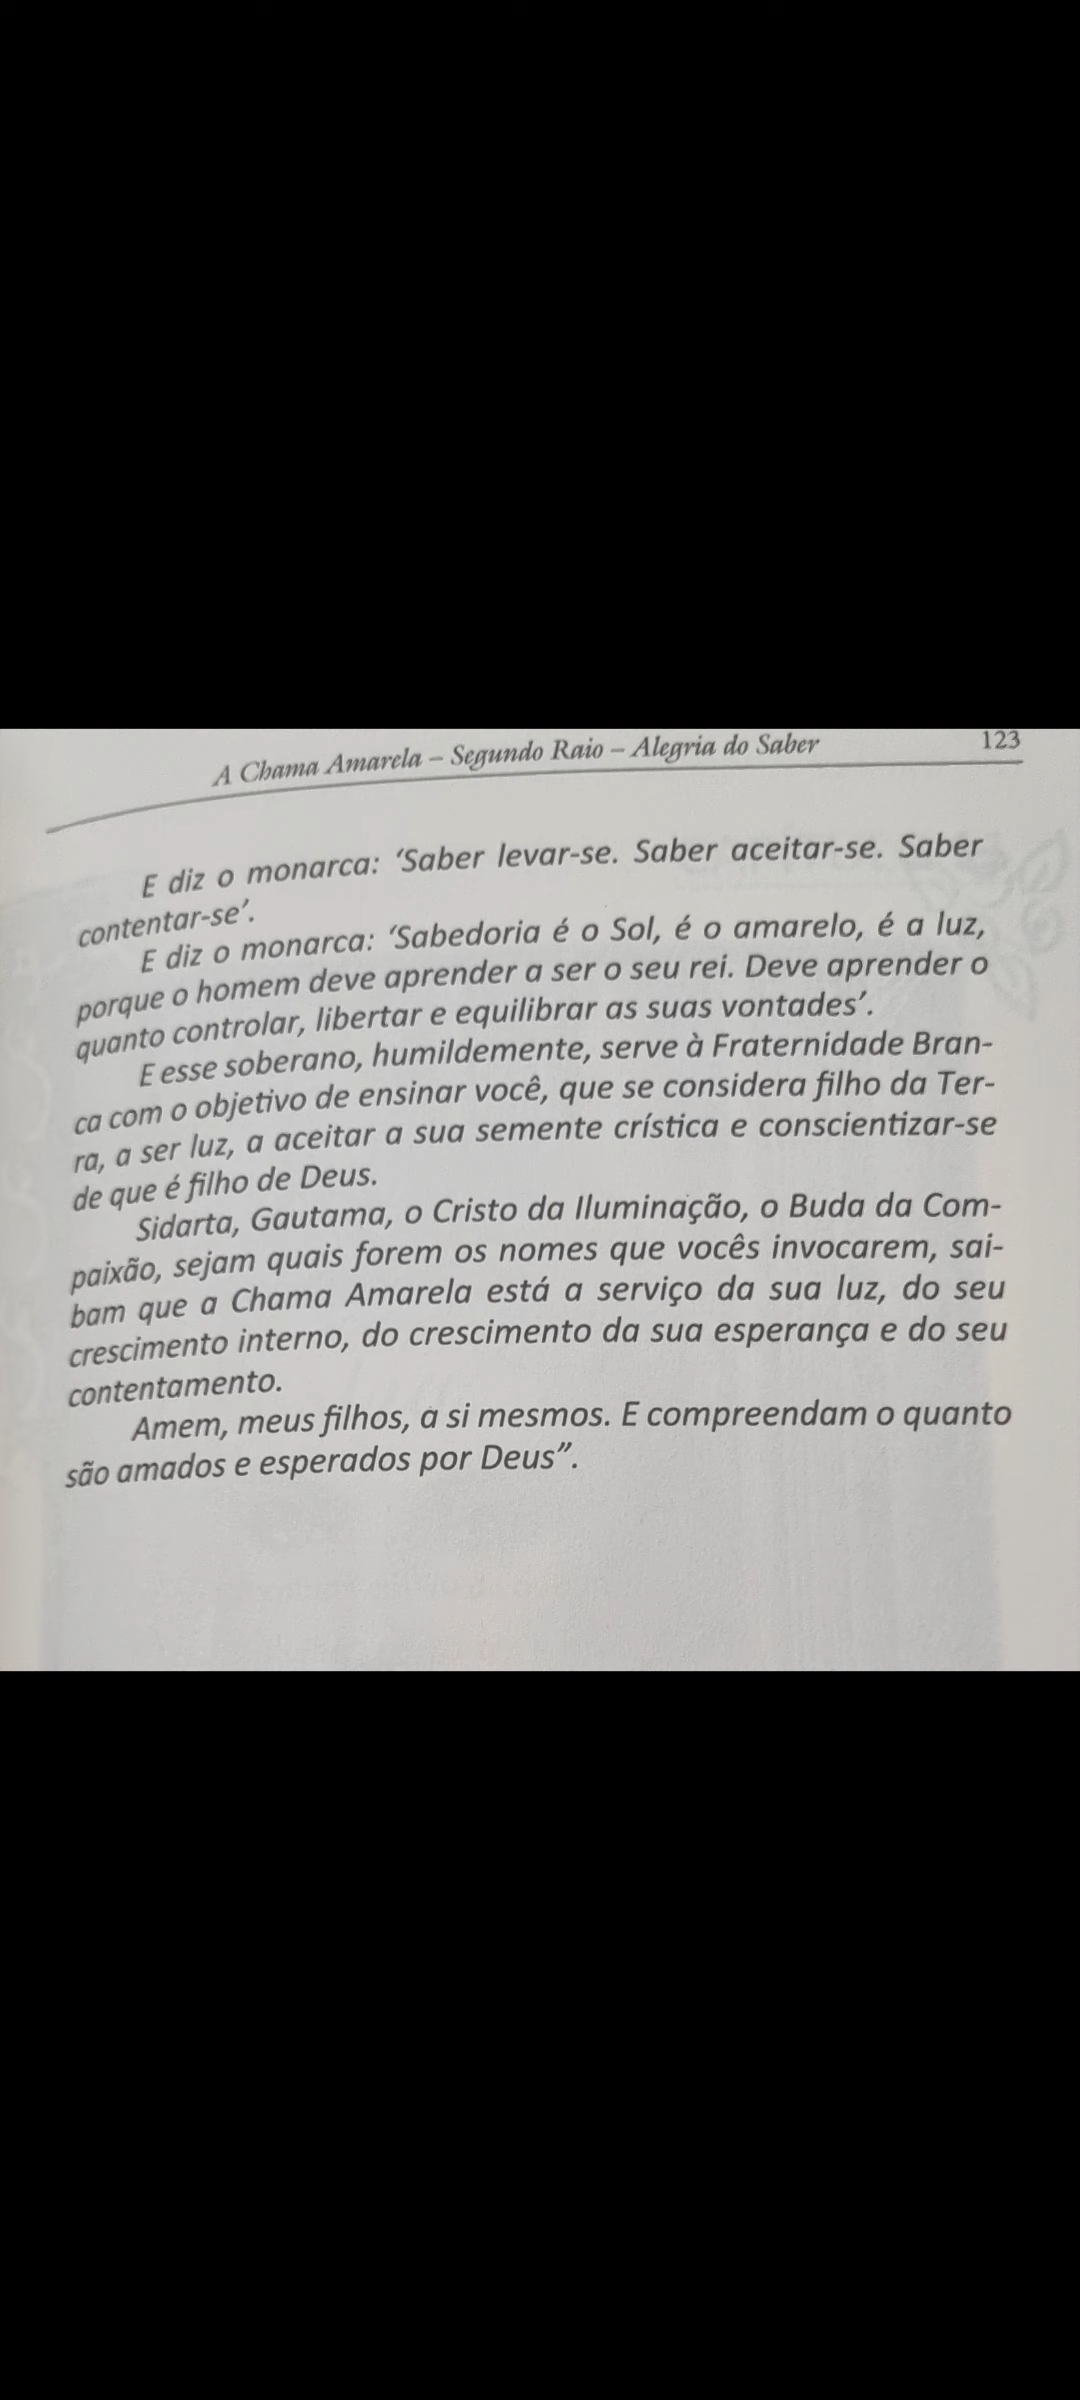 A Chama Amarela – Segundo Raio – Alegria do Saber 123
E diz o monarca: ‘Saber levar-se. Saber aceitar-se. Saber
contentar-se’.
E diz o monarca: ‘Sabedoria é o Sol, é o amarelo, é a luz,
porque o homem deve aprender a ser o seu rei. Deve aprender o
quanto controlar, libertar e equilibrar as suas vontades’.
E esse soberano, humildemente, serve à Fraternidade Bran-
ca com o objetivo de ensinar você, que se considera filho da Ter-
ra, a ser luz, a aceitar a sua semente crística e conscientizar-se
de que é filho de Deus.
Sidarta, Gautama, o Cristo da Iluminação, o Buda da Com-
paixão, sejam quais forem os nomes que vocês invocarem, sai-
bam que a Chama Amarela está a serviço da sua luz, do seu
crescimento interno, do crescimento da sua esperança e do seu
contentamento.
Amem, meus filhos, a si mesmos. E compreendam o quanto
são amados e esperados por Deus”.